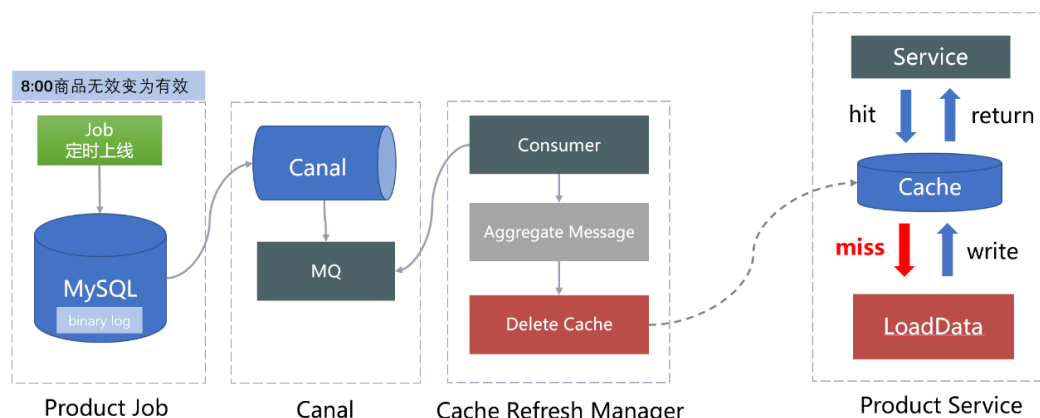 8:00商品无效变为有效
Job
定时上线
MySQL
binary log
Product Job
Canal
MQ
Canal
Consumer
Aggregate Message
Delete Cache
Cache Refresh Manager
Service
hit
return
Cache
miss
write
LoadData
Product Service